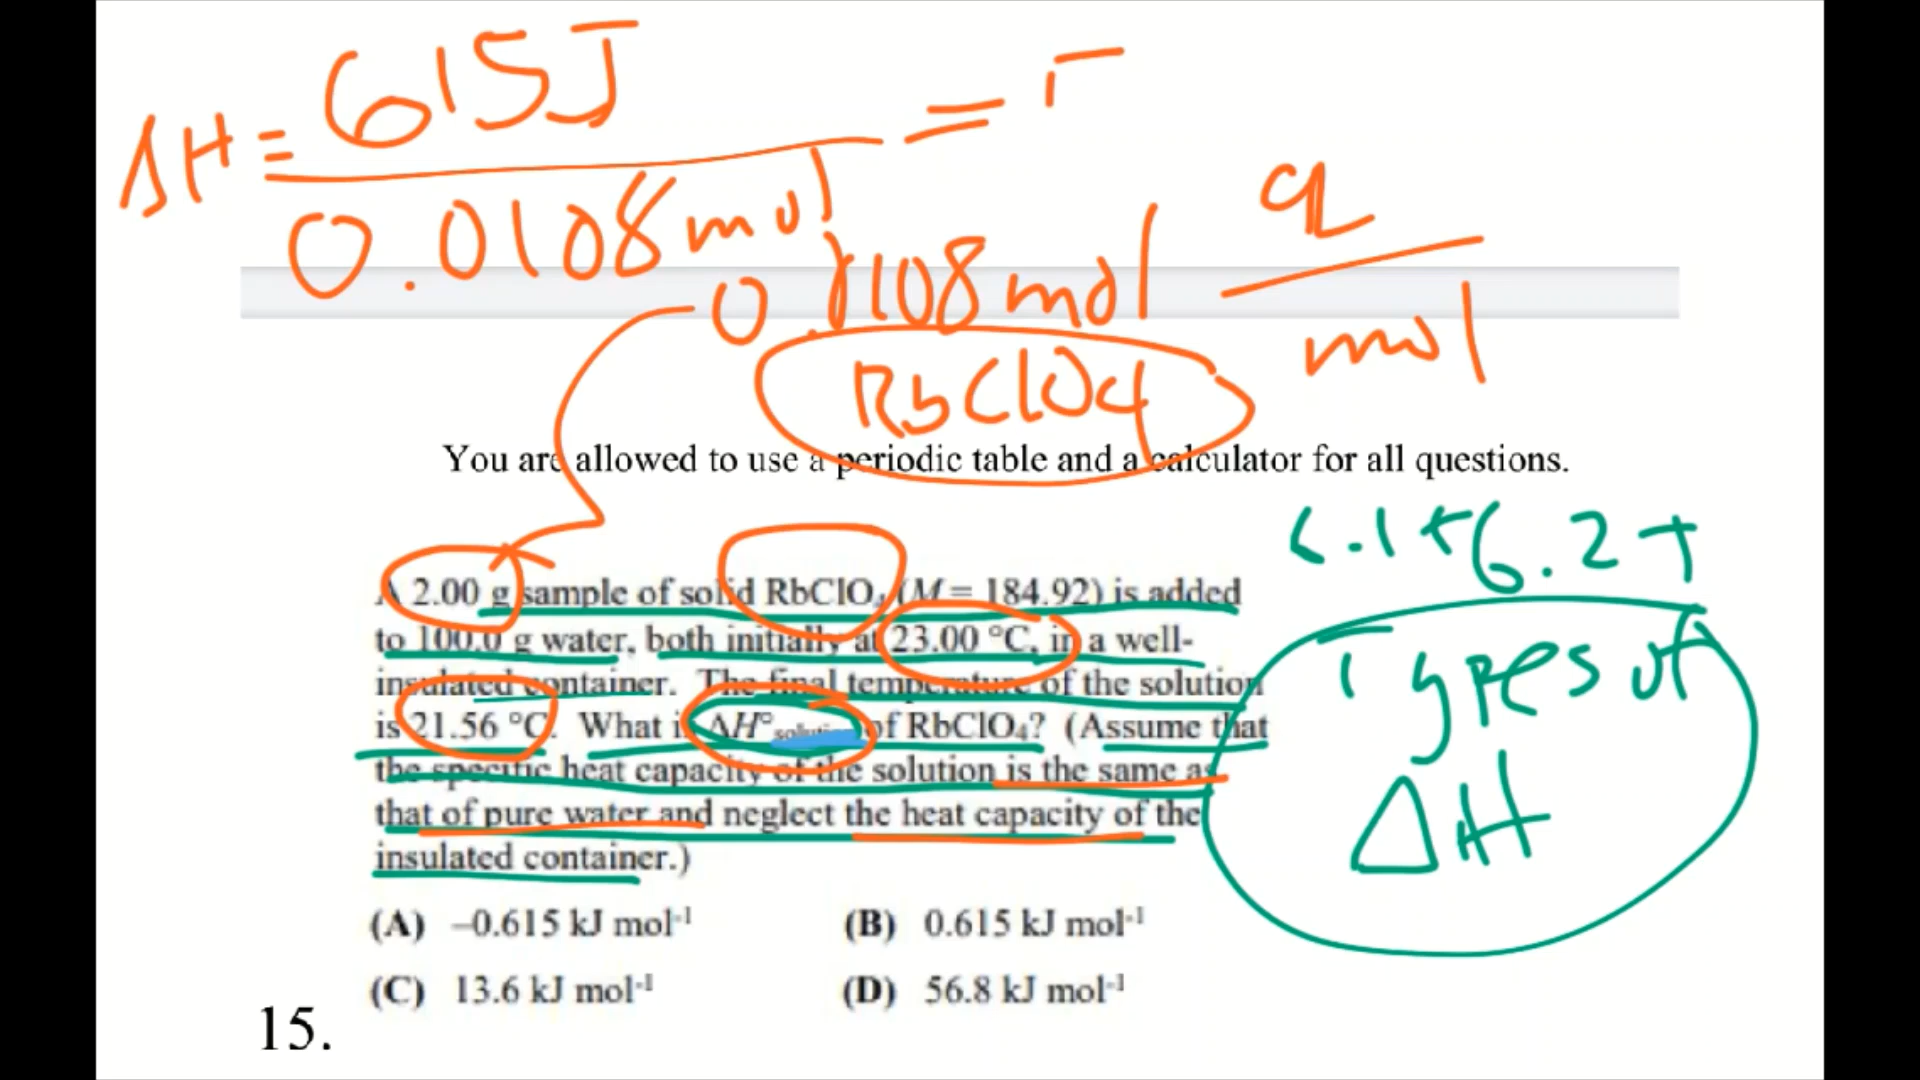 ΔH = 615J =
0.0108mol
q
0.0108mol
mol
RbClO4
You are allowed to use a periodic table and a calculator for all questions.
6.1 + 6.2 +
A 2.00 g sample of solid RbClO4 (M = 184.92) is added
to 100.0 g water, both initially at 23.00 °C, in a well-
insulated container. The final temperature of the solution
is 21.56 °C. What is ΔH°solution of RbClO4? (Assume that
the specific heat capacity of the solution is the same as
that of pure water and neglect the heat capacity of the
insulated container.)
Types of
ΔH
(A) –0.615 kJ mol-1 (B) 0.615 kJ mol-1
(C) 13.6 kJ mol-1 (D) 56.8 kJ mol-1
15.